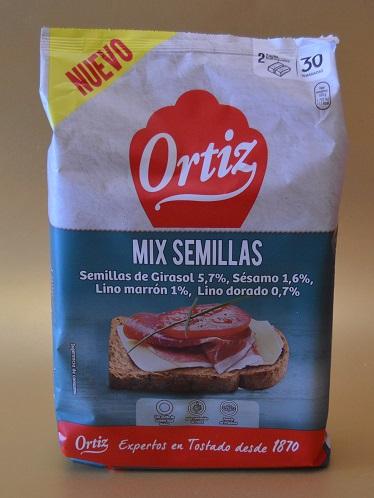 NUEVO
2
30
Ortiz
MIX SEMILLAS
Semillas de Girasol 5,7%, Sésamo 1,6%,
Lino marrón 1%, Lino dorado 0,7%
Ortiz Expertos en Tostado desde 1870